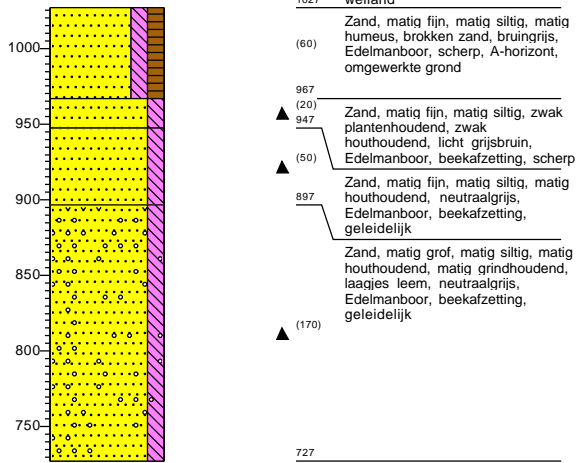 1027
weiland
1000
(60)
Zand, matig fijn, matig siltig, matig
humeus, brokken zand, bruingrijs,
Edelmanboor, scherp, A-horizont,
omgewerkte grond
967
950
(20)
947
Zand, matig fijn, matig siltig, zwak
plantenhoudend, zwak
houthoudend, licht grijsbruin,
Edelmanboor, beekafzetting, scherp
(50)
900
897
Zand, matig fijn, matig siltig, matig
houthoudend, neutraalgrijs,
Edelmanboor, beekafzetting,
geleidelijk
850
Zand, matig grof, matig siltig, matig
houthoudend, matig grindhoudend,
laagjes leem, neutraalgrijs,
Edelmanboor, beekafzetting,
geleidelijk
800
(170)
750
727